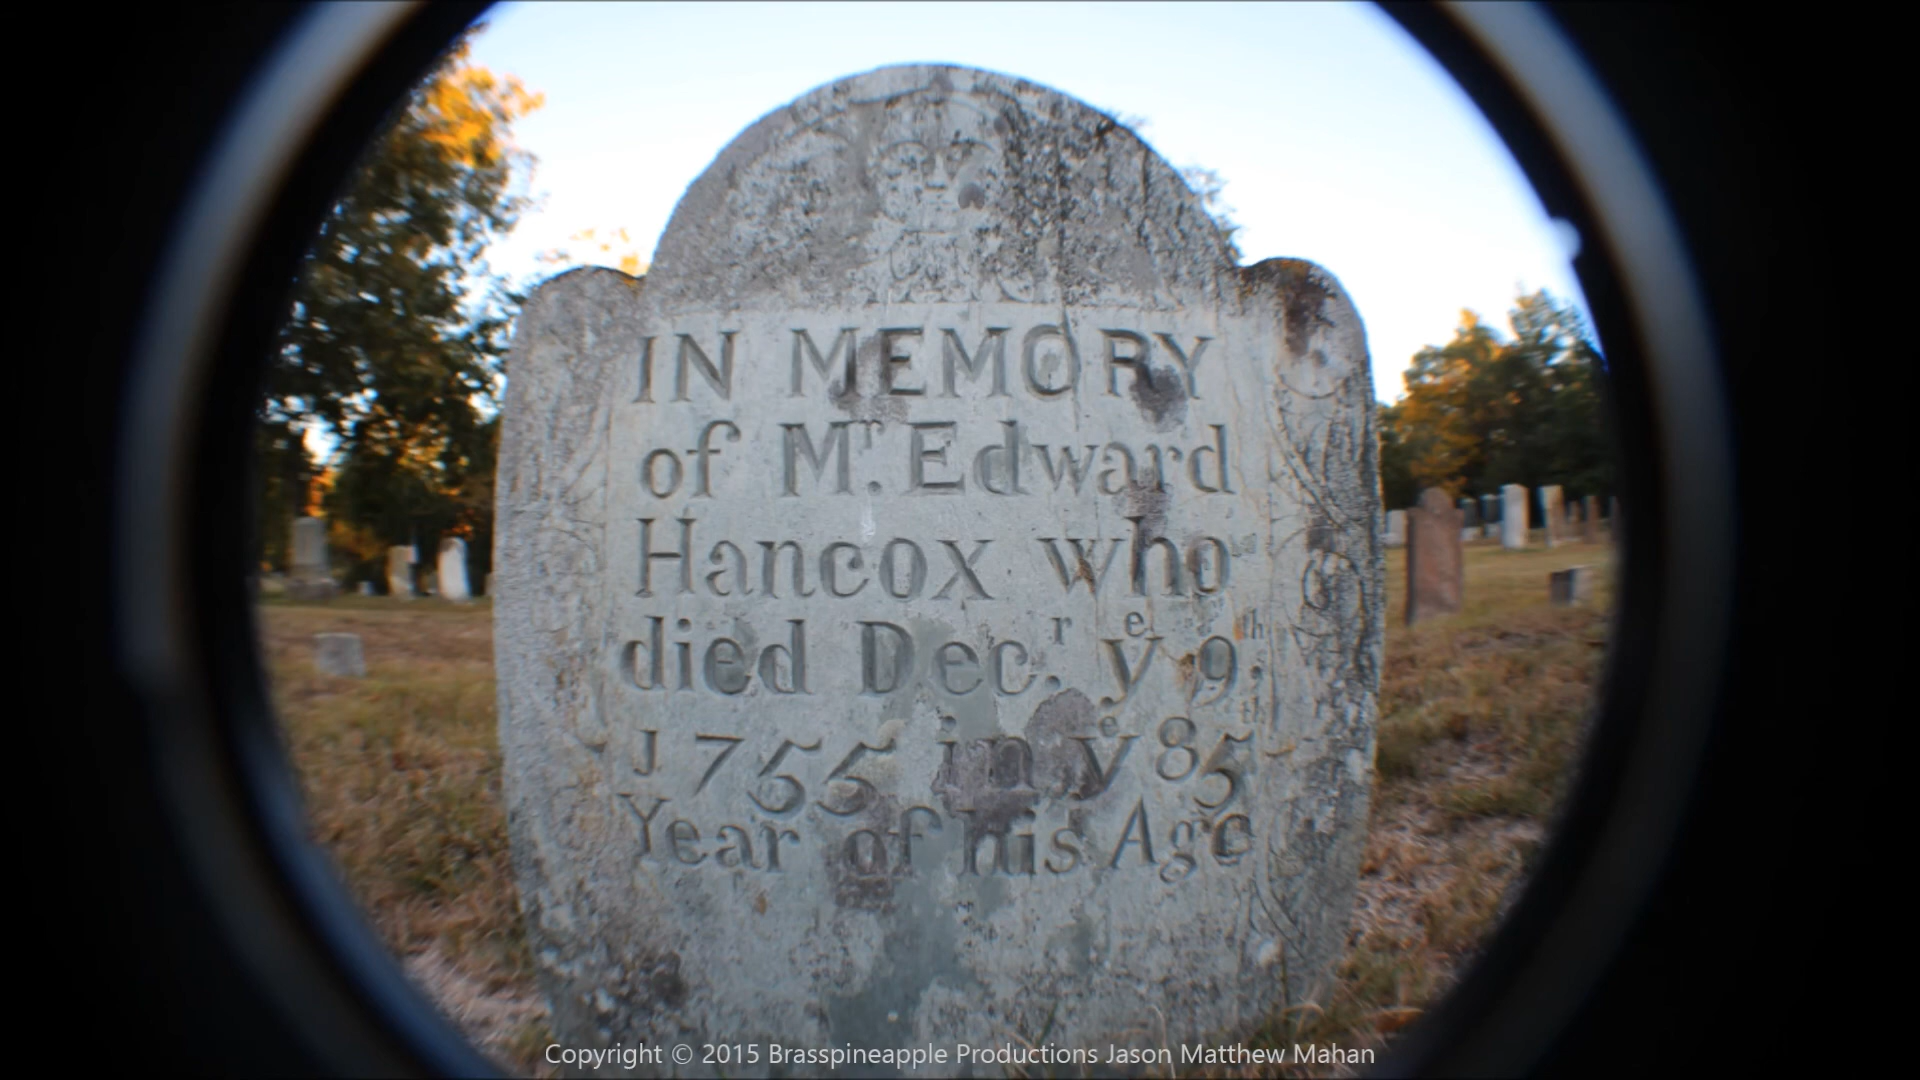 IN MEMORY
of Mr. Edward
Hancox who
died Decr. ye 9th.
J755 in ye 85th
Year of his Age
Copyright © 2015 Brasspineapple Productions Jason Matthew Mahan